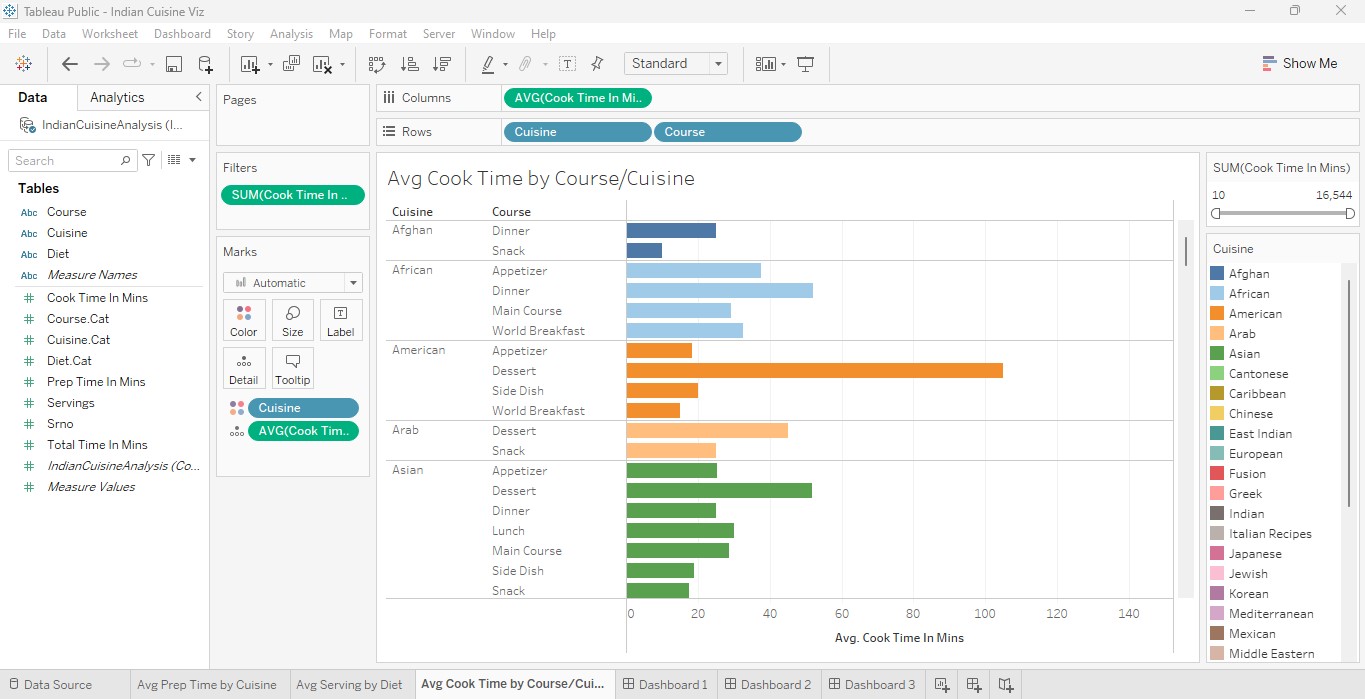 Tableau Public - Indian Cuisine Viz
File Data Worksheet Dashboard Story Analysis Map Format Server Window Help
Standard
Show Me
Data Analytics
IndianCuisineAnalysis (I...
Search
Tables
Abc Course
Abc Cuisine
Abc Diet
Abc Measure Names
# Cook Time In Mins
# Course.Cat
# Cuisine.Cat
# Diet.Cat
# Prep Time In Mins
# Servings
# Srno
# Total Time In Mins
# IndianCuisineAnalysis (Co...
# Measure Values
Pages
Filters
SUM(Cook Time In ..
Marks
Automatic
Color Size Label
Detail Tooltip
Cuisine
AVG(Cook Tim..
Columns AVG(Cook Time In Mi..
Rows Cuisine Course
Avg Cook Time by Course/Cuisine
Cuisine Course
Afghan Dinner
Snack
African Appetizer
Dinner
Main Course
World Breakfast
American Appetizer
Dessert
Side Dish
World Breakfast
Arab Dessert
Snack
Asian Appetizer
Dessert
Dinner
Lunch
Main Course
Side Dish
Snack
0 20 40 60 80 100 120 140
Avg. Cook Time In Mins
SUM(Cook Time In Mins)
10 16,544
Cuisine
Afghan
African
American
Arab
Asian
Cantonese
Caribbean
Chinese
East Indian
European
Fusion
Greek
Indian
Italian Recipes
Japanese
Jewish
Korean
Mediterranean
Mexican
Middle Eastern
Data Source Avg Prep Time by Cuisine Avg Serving by Diet Avg Cook Time by Course/Cui... Dashboard 1 Dashboard 2 Dashboard 3